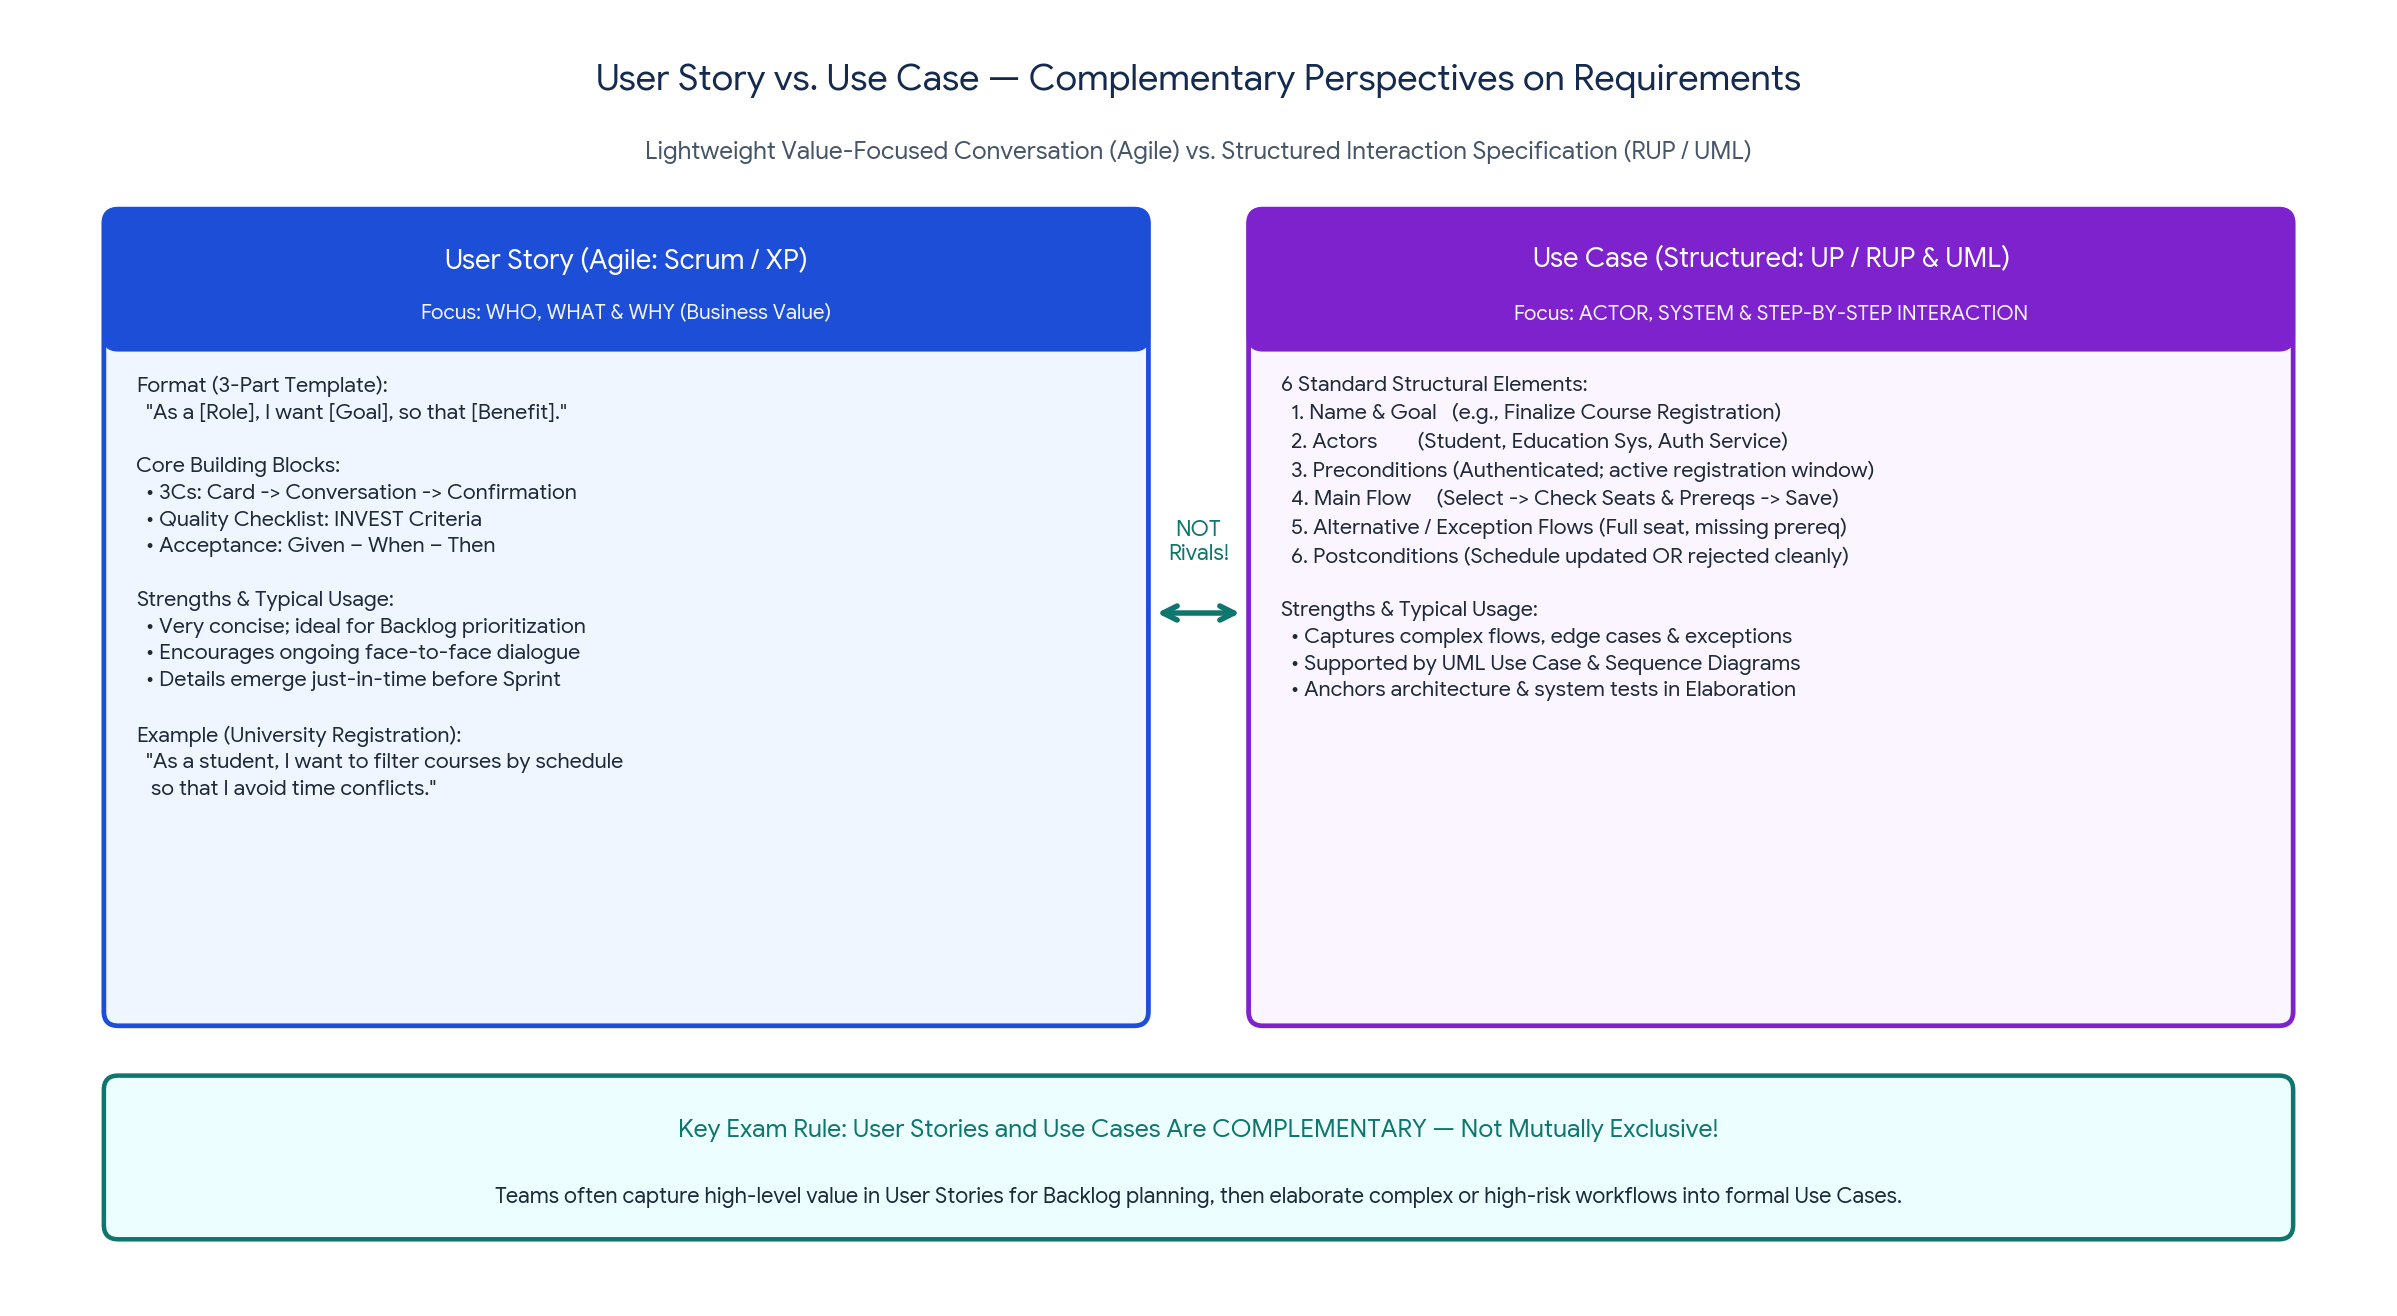 User Story vs. Use Case — Complementary Perspectives on Requirements
Lightweight Value-Focused Conversation (Agile) vs. Structured Interaction Specification (RUP / UML)
User Story (Agile: Scrum / XP)
Focus: WHO, WHAT & WHY (Business Value)
Format (3-Part Template):
"As a [Role], I want [Goal], so that [Benefit]."
Core Building Blocks:
• 3Cs: Card -> Conversation -> Confirmation
• Quality Checklist: INVEST Criteria
• Acceptance: Given – When – Then
Strengths & Typical Usage:
• Very concise; ideal for Backlog prioritization
• Encourages ongoing face-to-face dialogue
• Details emerge just-in-time before Sprint
Example (University Registration):
"As a student, I want to filter courses by schedule
so that I avoid time conflicts."
NOT
Rivals!
Use Case (Structured: UP / RUP & UML)
Focus: ACTOR, SYSTEM & STEP-BY-STEP INTERACTION
6 Standard Structural Elements:
1. Name & Goal (e.g., Finalize Course Registration)
2. Actors (Student, Education Sys, Auth Service)
3. Preconditions (Authenticated; active registration window)
4. Main Flow (Select -> Check Seats & Prereqs -> Save)
5. Alternative / Exception Flows (Full seat, missing prereq)
6. Postconditions (Schedule updated OR rejected cleanly)
Strengths & Typical Usage:
• Captures complex flows, edge cases & exceptions
• Supported by UML Use Case & Sequence Diagrams
• Anchors architecture & system tests in Elaboration
Key Exam Rule: User Stories and Use Cases Are COMPLEMENTARY — Not Mutually Exclusive!
Teams often capture high-level value in User Stories for Backlog planning, then elaborate complex or high-risk workflows into formal Use Cases.